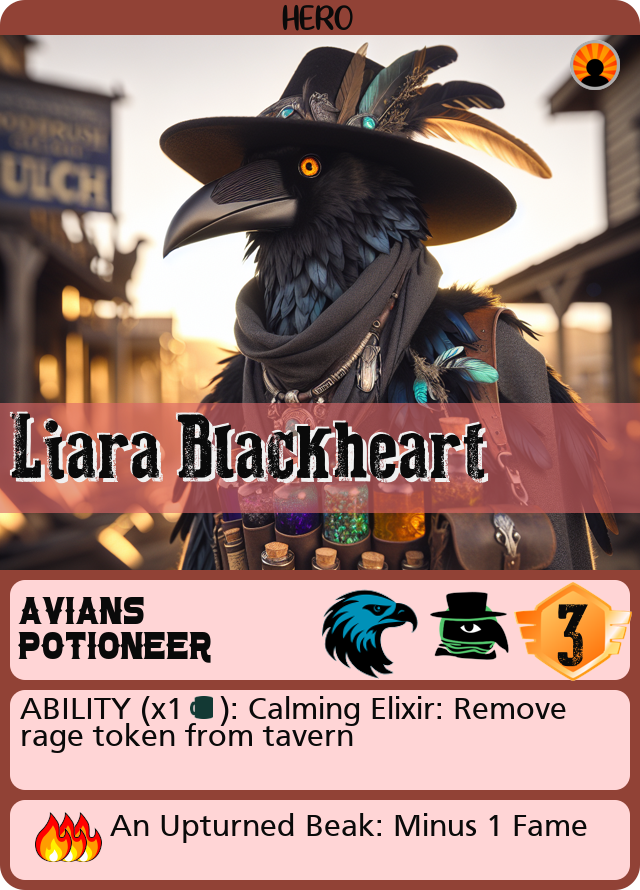 HERO
ULCH
Liara Blackheart
AVIANS
POTIONEER
3
ABILITY (x1 ): Calming Elixir: Remove
rage token from tavern
An Upturned Beak: Minus 1 Fame